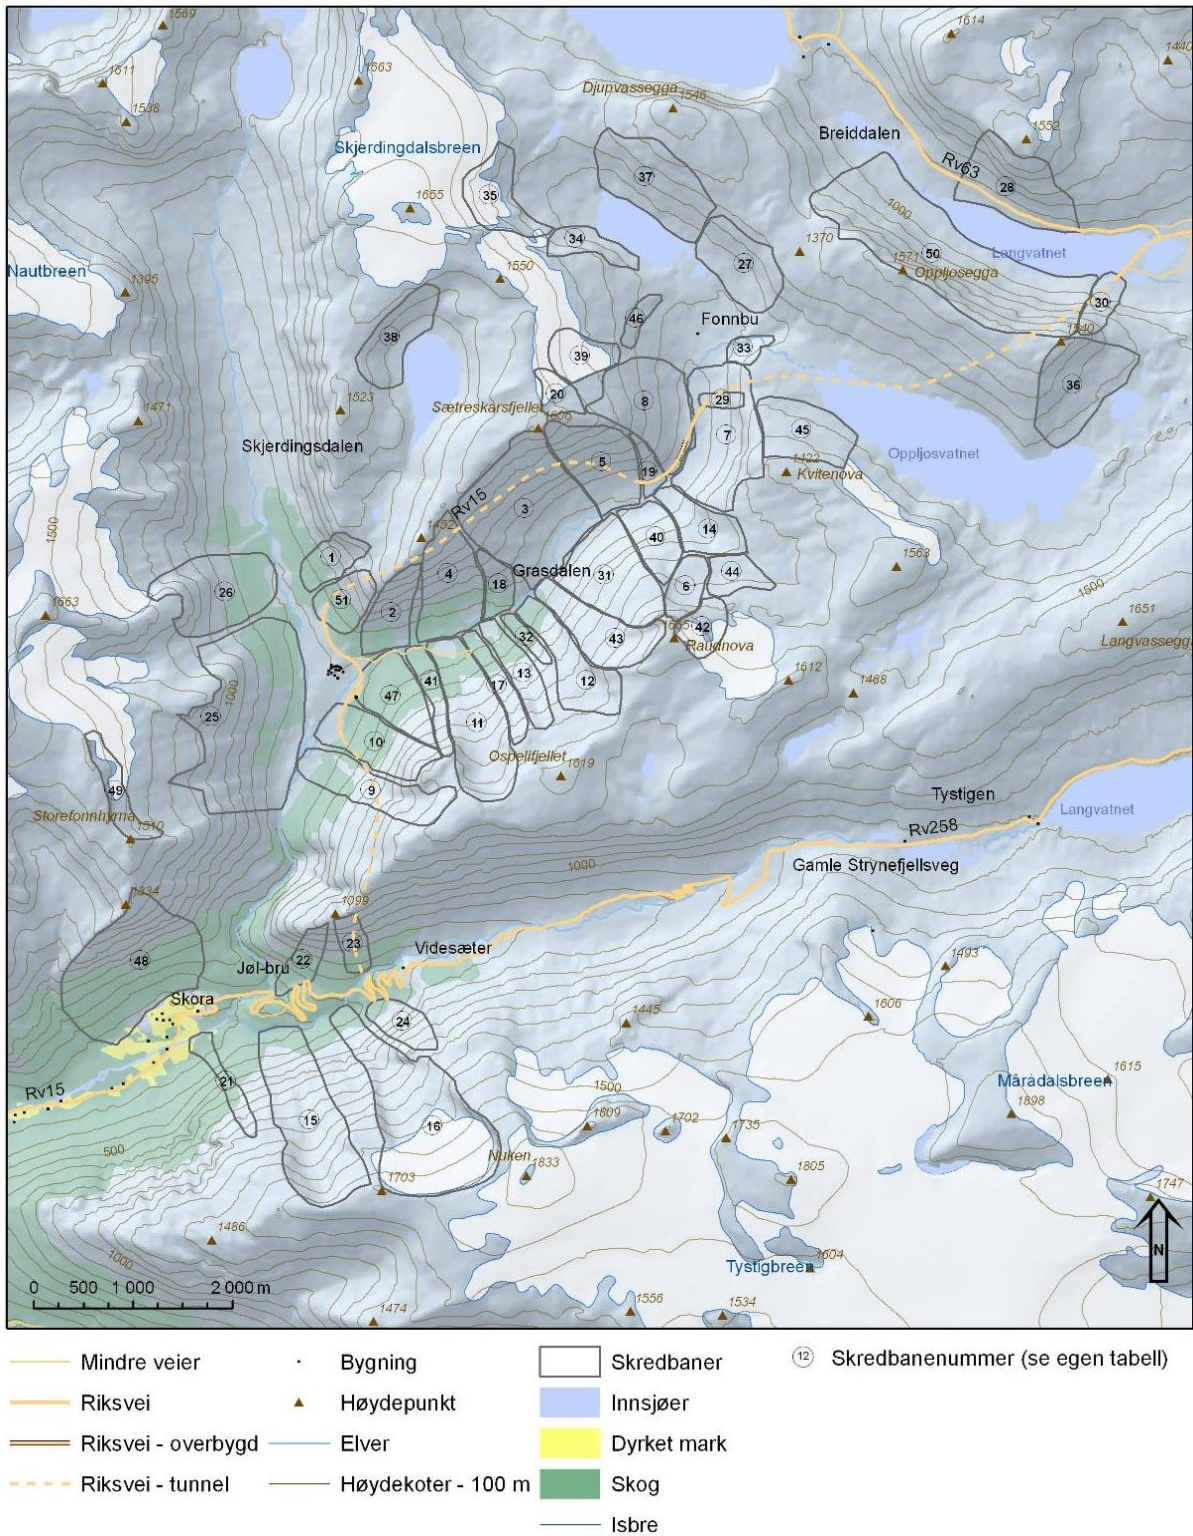 1569
1614
1440
1611
1663
Djupvassegga
1546
1538
Breiddalen
1552
Skjerdingdalsbreen
Rv63
37
28
35
1655
1000
34
1370
50
Langvatnet
1571
Oppljosegga
27
Nautbreen
1395
1550
30
46
Fonnbu
1540
38
33
39
36
20
8
29
1523
Sætreskarsfjellet
1606
1471
7
45
Skjerdingsdalen
5
19
1422
Kvitenova
Oppljosvatnet
Rv15
3
1500
1452
14
40
1
1563
4
Grasdalen
31
44
18
6
26
51
2
1500
1663
1651
32
42
43
1665
Raudnova
Langvassegg
13
12
1612
1468
41
17
47
1000
25
11
10
Ospelifjellet
1619
49
9
Storefonnhyrna
1510
Tystigen
Langvatnet
Rv258
1000
Gamle Strynefjellsveg
1334
1099
23
Videsæter
48
22
Jøl-bru
1493
Skora
24
1606
1445
21
Rv15
1500
Mårådalsbreen
1615
15
16
1809
1702
1898
1735
500
Nuken
1833
1703
1805
1747
1486
1000
1604
Tystigbreen
N
0 500 1 000 2 000 m
1474
1556
1534
Mindre veier
Bygning
Skredbaner
12
Skredbanenummer (se egen tabell)
Riksvei
Høydepunkt
Innsjøer
Riksvei - overbygd
Elver
Dyrket mark
Riksvei - tunnel
Høydekoter - 100 m
Skog
Isbre